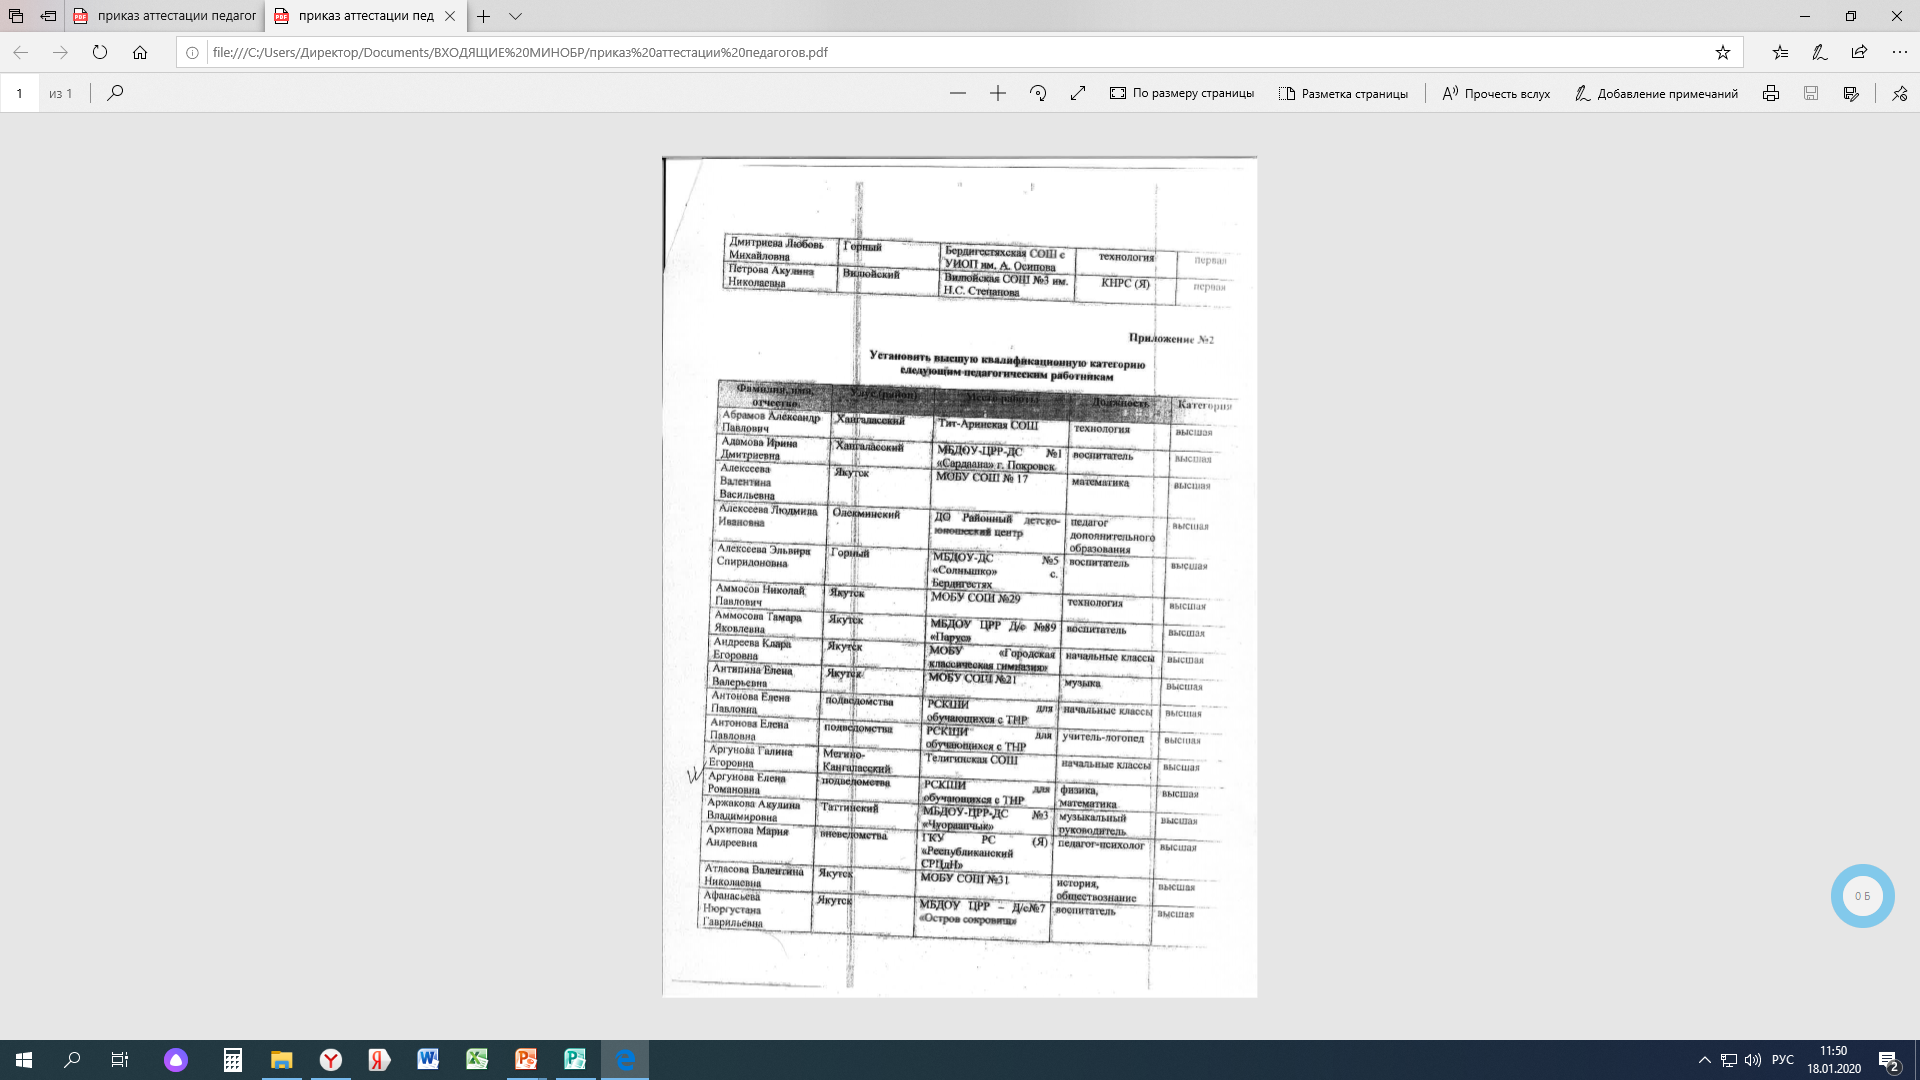 приказ аттестации педагог
приказ аттестации пед
file:///C:/Users/Директор/Documents/ВХОДЯЩИЕ%20МИНОБР/приказ%20аттестации%20педагогов.pdf
1 из 1
По размеру страницы
Разметка страницы
Прочесть вслух
Добавление примечаний
Дмитриева Любовь Горный Бердигестяхская СОШ с технология первая
Михайловна УИОП им. А. Осипова
Петрова Акулина Вилюйский Вилюйская СОШ №3 им. КНРС (Я) первая
Николаевна Н.С. Степанова
Приложение №2
Установить высшую квалификационную категорию
следующим педагогическим работникам
Фамилия, имя, Улус (район) Место работы Должность Категория
отчество
Абрамов Александр Хангаласский Тит-Аринская СОШ технология высшая
Павлович
Адамова Ирина Хангаласский МБДОУ-ЦРР-ДС №1 воспитатель высшая
Дмитриевна «Сардаана» г. Покровск
Алексеева Якутск МОБУ СОШ № 17 математика высшая
Валентина
Васильевна
Алексеева Людмила Олекминский ДО Районный детско- педагог высшая
Ивановна юношеский центр дополнительного
образования
Алексеева Эльвира Горный МБДОУ-ДС №5 воспитатель высшая
Спиридоновна «Солнышко» с.
Бердигестях
Аммосов Николай Якутск МОБУ СОШ №29 технология высшая
Павлович
Аммосова Тамара Якутск МБДОУ ЦРР Д/с №89 воспитатель высшая
Яковлевна «Парус»
Андреева Клара Якутск МОБУ «Городская начальные классы высшая
Егоровна классическая гимназия»
Антипина Елена Якутск МОБУ СОШ №21 музыка высшая
Валерьевна
Антонова Елена подведомства РСКШИ для начальные классы высшая
Павловна обучающихся с ТНР
Антонова Елена подведомства РСКШИ для учитель-логопед высшая
Павловна обучающихся с ТНР
Аргунова Галина Мегино- Телигинская СОШ начальные классы высшая
Егоровна Кангаласский
Аргунова Елена подведомства РСКШИ для физика, высшая
Романовна обучающихся с ТНР математика
Аржакова Акулина Таттинский МБДОУ-ЦРР-ДС №3 музыкальный высшая
Владимировна «Чуораанчык» руководитель
Архипова Мария вневедомства ГКУ РС (Я) педагог-психолог высшая
Андреевна «Республиканский
СРЦдН»
Атласова Валентина Якутск МОБУ СОШ №31 история, высшая
Николаевна обществознание
Афанасьева Якутск МБДОУ ЦРР – Д/с№7 воспитатель высшая
Нюргустана «Остров сокровищ»
Гаврильевна
0 Б
РУС
11:50
18.01.2020
2